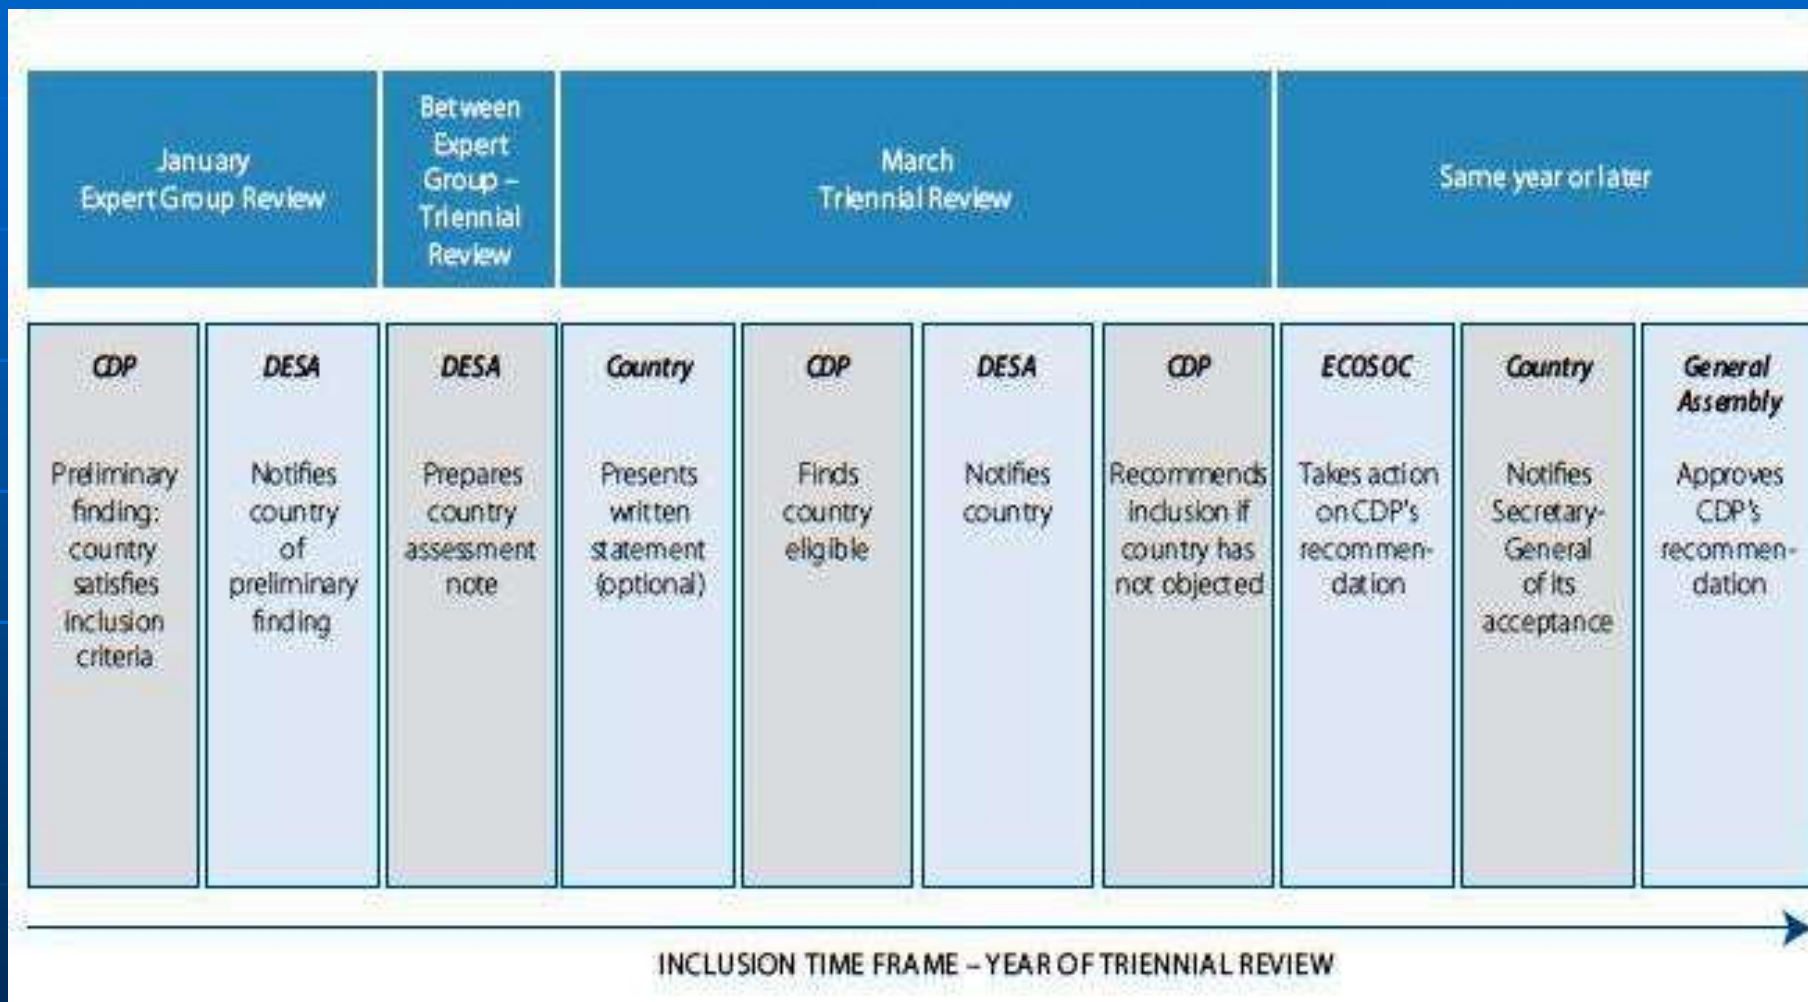 January
Expert Group Review
Between
Expert
Group –
Triennial
Review
March
Triennial Review
Same year or later
CDP
Preliminary
finding:
country
satisfies
inclusion
criteria
DESA
Notifies
country
of
preliminary
finding
DESA
Prepares
country
assessment
note
Country
Presents
written
statement
(optional)
CDP
Finds
country
eligible
DESA
Notifies
country
CDP
Recommends
inclusion if
country has
not objected
ECOSOC
Takes action
on CDP's
recommen-
dation
Country
Notifies
Secretary-
General
of its
acceptance
General
Assembly
Approves
CDP's
recommen-
dation
INCLUSION TIME FRAME – YEAR OF TRIENNIAL REVIEW